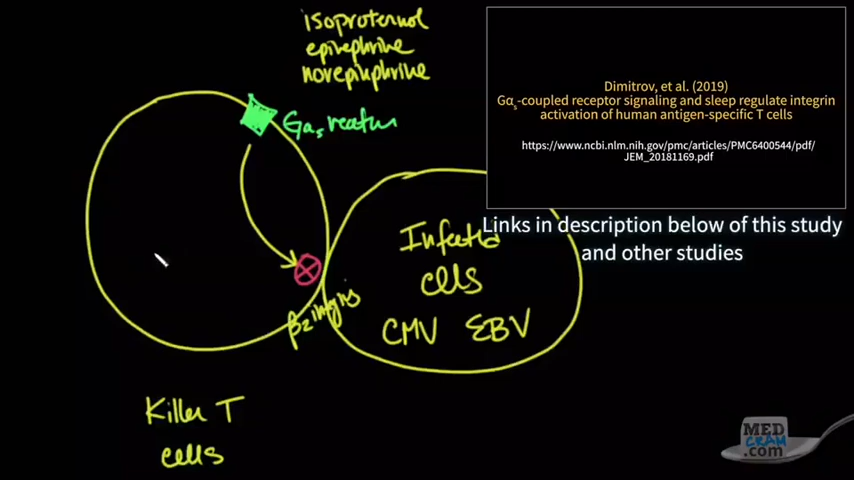 isoproternol
epinephrine
norepinphrine
Gαs receptor
β2 integrins
Infected
cells
CMV EBV
Killer T
cells
Dimitrov, et al. (2019)
Gαs-coupled receptor signaling and sleep regulate integrin
activation of human antigen-specific T cells
https://www.ncbi.nlm.nih.gov/pmc/articles/PMC6400544/pdf/
JEM_20181169.pdf
Links in description below of this study
and other studies
MED
CRAM
.com